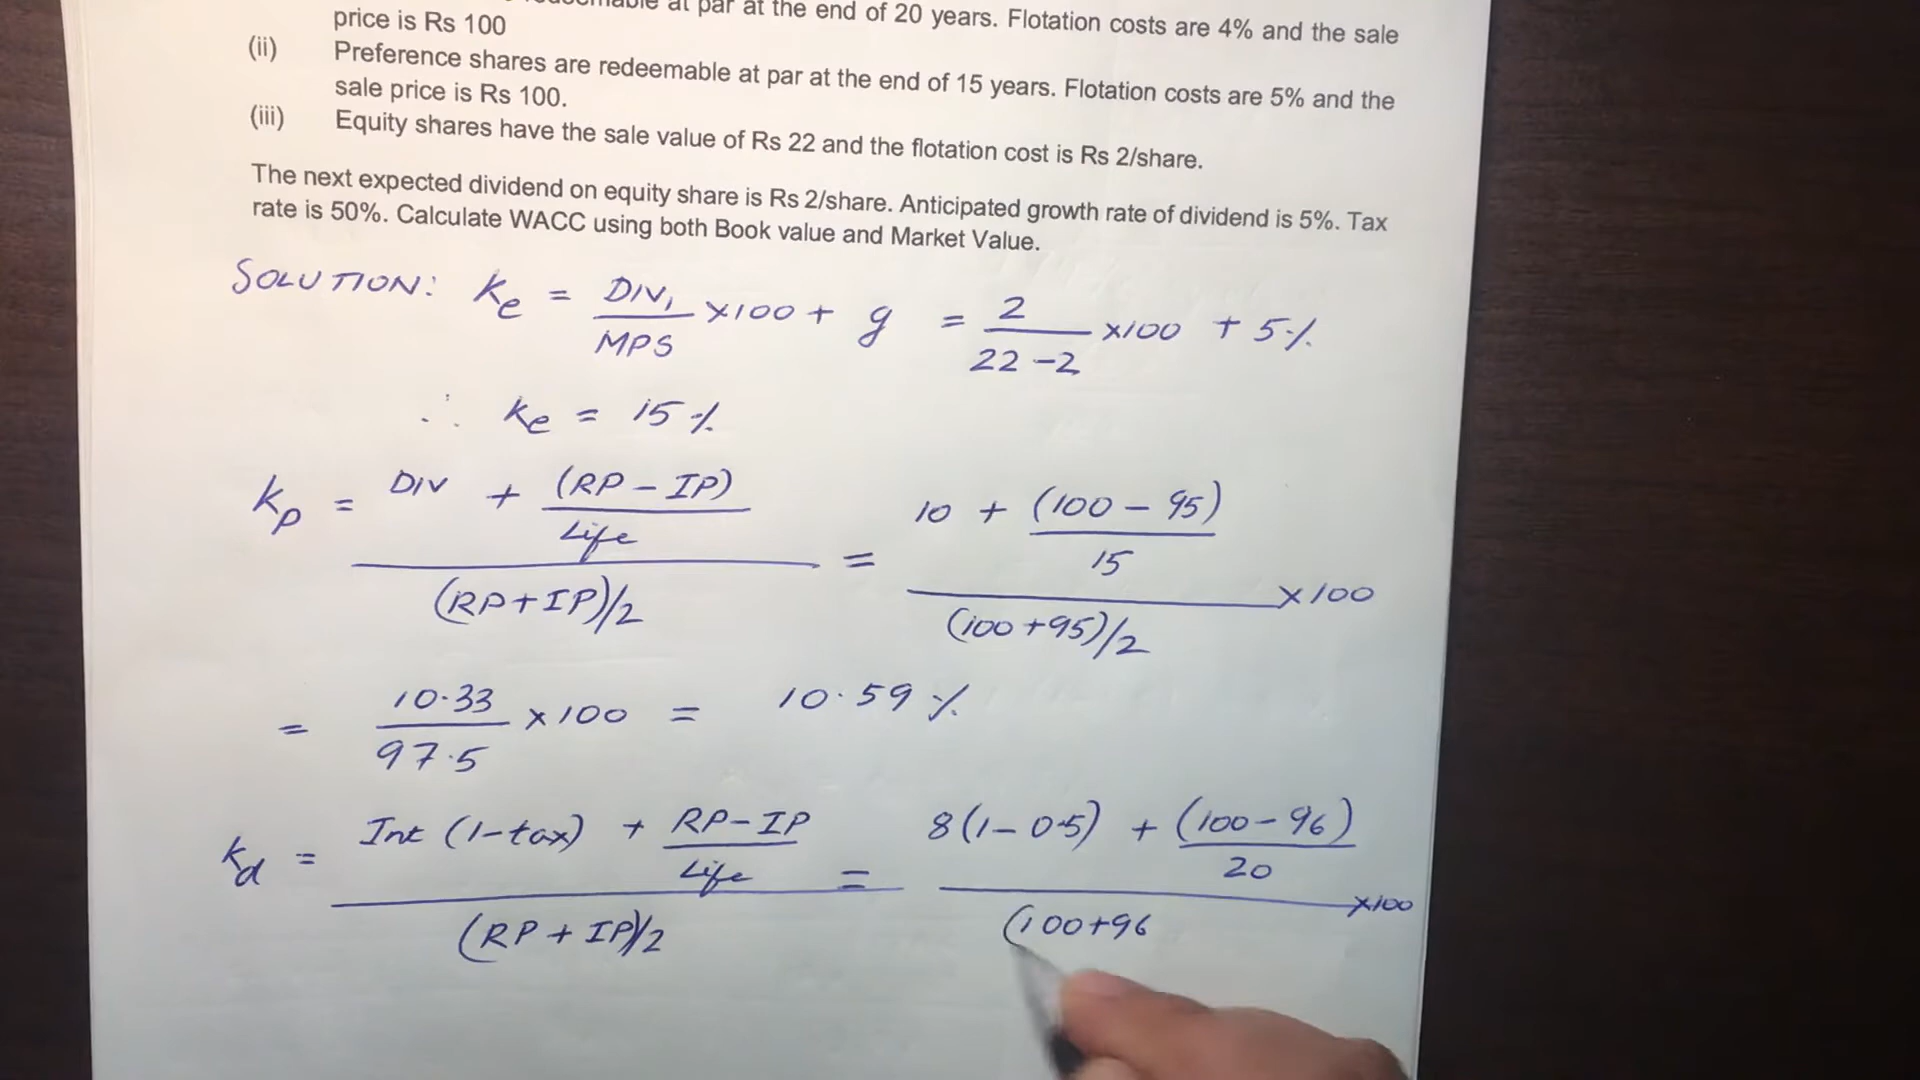 at par at the end of 20 years. Flotation costs are 4% and the sale
price is Rs 100
(ii) Preference shares are redeemable at par at the end of 15 years. Flotation costs are 5% and the
sale price is Rs 100.
(iii) Equity shares have the sale value of Rs 22 and the flotation cost is Rs 2/share.
The next expected dividend on equity share is Rs 2/share. Anticipated growth rate of dividend is 5%. Tax
rate is 50%. Calculate WACC using both Book value and Market Value.
SOLUTION: Ke = DIV₁ / MPS ×100 + g = 2 / 22-2 ×100 + 5%
∴ Ke = 15%
Kp = DIV + (RP - IP) / Life / (RP+IP)/2 = 10 + (100 - 95) / 15 / (100+95)/2 ×100
= 10.33 / 97.5 ×100 = 10.59%
Kd = Int (1-tax) + RP-IP / Life / (RP + IP)/2 = 8(1-0.5) + (100-96) / 20 / (100+96 ×100